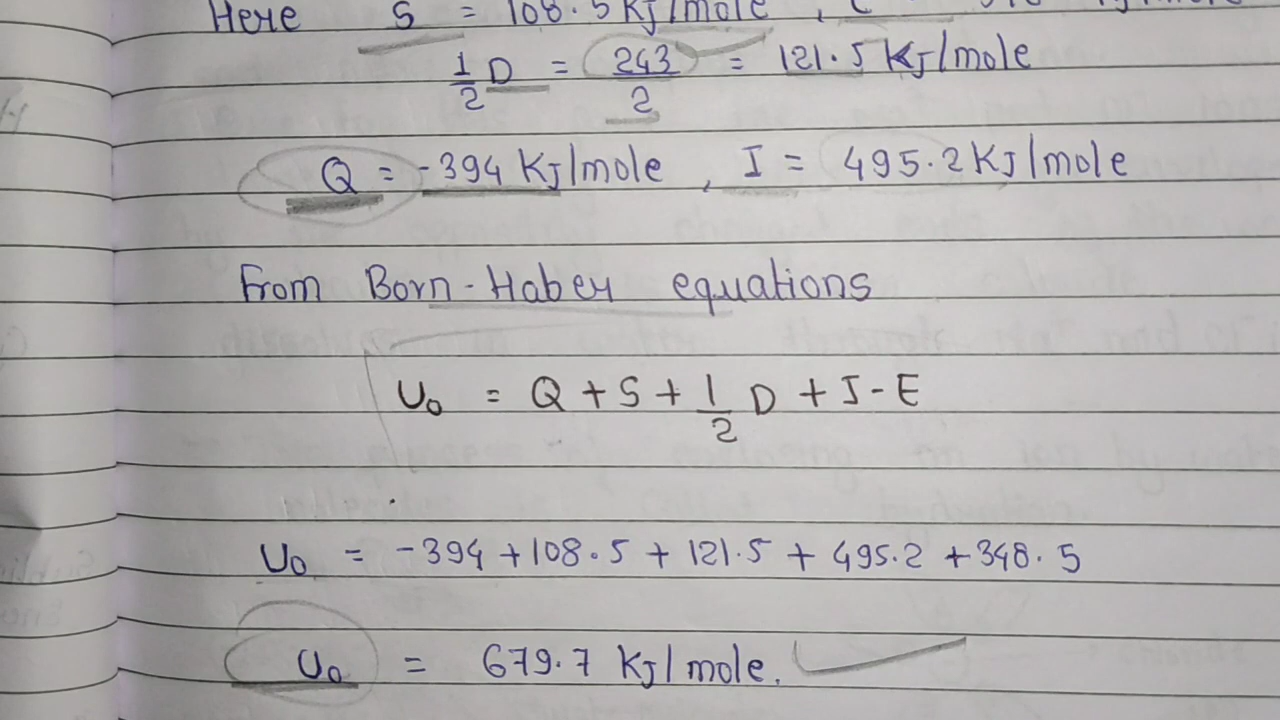 Here S = 108.5 KJ/mole ,
1/2 D = 243/2 = 121.5 KJ/mole
Q = -394 KJ/mole , I = 495.2 KJ/mole
From Born-Haber equations
U₀ = Q + S + 1/2 D + I - E
U₀ = -394 + 108.5 + 121.5 + 495.2 + 348.5
U₀ = 679.7 KJ/mole.